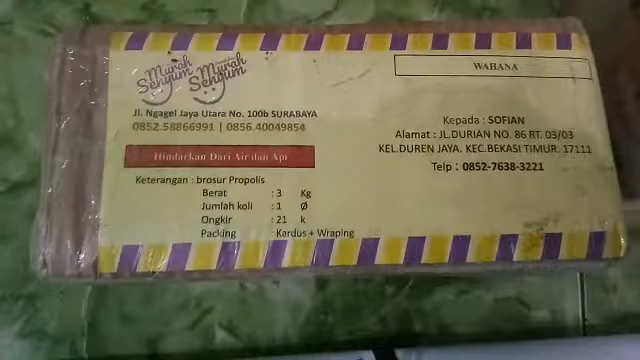 Murah Senyum Murah Senyum
WAHANA
Jl. Ngagel Jaya Utara No. 100b SURABAYA
0852.58866991 | 0856.40049854
Hindarkan Dari Air dan Api
Kepada : SOFIAN
Alamat : JL.DURIAN NO. 86 RT. 03/03
KEL.DUREN JAYA. KEC.BEKASI TIMUR. 17111
Telp : 0852-7638-3221
Keterangan : brosur Propolis
Berat : 3 Kg
Jumlah koli : 1 Ø
Ongkir : 21 k
Packing : Kardus + Wraping